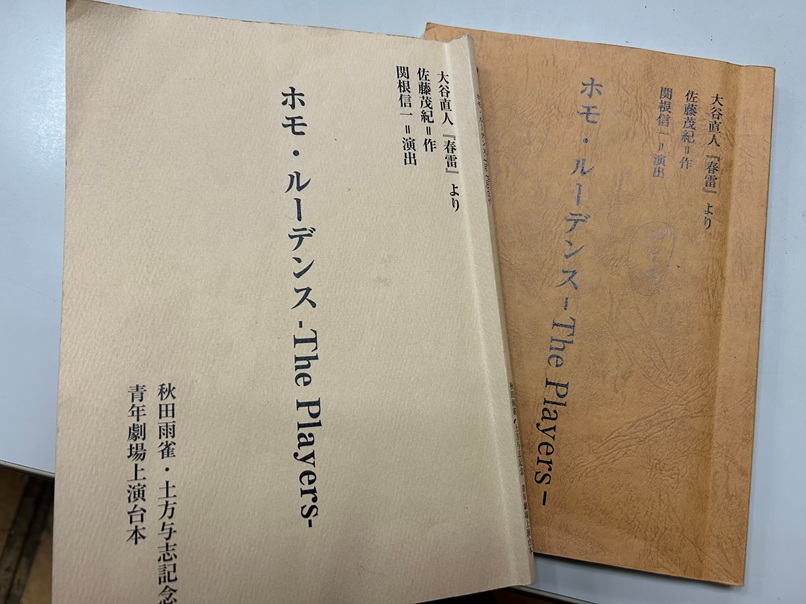 大谷直人『春雷』より
佐藤茂紀＝作
関根信一＝演出
ホモ・ルーデンス-The Players-
秋田雨雀・土方与志記念
青年劇場上演台本
大谷直人『春雷』より
佐藤茂紀＝作
関根信一＝演出
ホモ・ルーデンス-The Players-